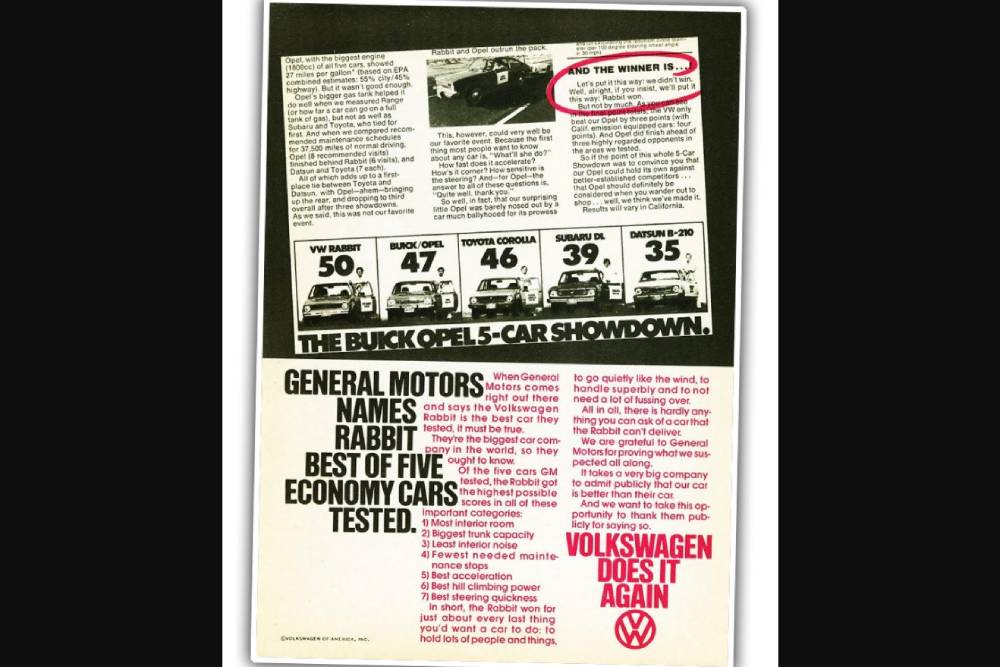 Opel, with the biggest engine
(1800cc) of all five cars, showed
27 miles per gallon* (based on EPA
combined estimates: 55% city/45%
highway). But it wasn't good enough.
Opel's bigger gas tank helped it
do well when we measured Range
(or how far a car can go on a full
tank of gas), but not as well as
Subaru and Toyota, who tied for
first. And when we compared recom-
mended maintenance schedules
for 37,500 miles of normal driving,
Opel (8 recommended visits)
finished behind Rabbit (6 visits), and
Datsun and Toyota (7 each).
All of which adds up to a first-
place tie between Toyota and
Datsun, with Opel—ahem—bringing
up the rear, and dropping to third
overall after three showdowns.
As we said, this was not our favorite
event.
Rabbit and Opel outrun the pack.
This, however, could very well be
our favorite event. Because the first
thing most people want to know
about any car is, "What'll she do?"
How fast does it accelerate?
How's it corner? How sensitive is
the steering? And—for Opel—the
answer to all of these questions is,
"Quite well, thank you."
So well, in fact, that our surprising
little Opel was barely nosed out by a
car much ballyhooed for its prowess
after over 100 degree steering wheel angle
in 30 mph)
AND THE WINNER IS...
Let's put it this way: we didn't win.
Well, alright, if you insist, we'll put it
this way: Rabbit won.
But not by much. As you can see
in the final point totals, the VW only
beat our Opel by three points (with
Calif. emission equipped cars: four
points). And Opel did finish ahead of
three highly regarded opponents in
the areas we tested.
So if the point of this whole 5-Car
Showdown was to convince you that
our Opel could hold its own against
better-established competitors...
that Opel should definitely be
considered when you wander out to
shop... well, we think we've made it.
Results will vary in California.
VW RABBIT
50
BUICK/OPEL
47
TOYOTA COROLLA
46
SUBARU DL
39
DATSUN B-210
35
THE BUICK OPEL 5-CAR SHOWDOWN.
GENERAL MOTORS
NAMES
RABBIT
BEST OF FIVE
ECONOMY CARS
TESTED.
When General
Motors comes
right out there
and says the Volkswagen
Rabbit is the best car they
tested, it must be true.
They're the biggest car com-
pany in the world, so they
ought to know.
Of the five cars GM
tested, the Rabbit got
the highest possible
scores in all of these
important categories:
1) Most interior room
2) Biggest trunk capacity
3) Least interior noise
4) Fewest needed mainte-
nance stops
5) Best acceleration
6) Best hill climbing power
7) Best steering quickness
In short, the Rabbit won for
just about every last thing
you'd want a car to do: to
hold lots of people and things,
to go quietly like the wind, to
handle superbly and to not
need a lot of fussing over.
All in all, there is hardly any-
thing you can ask of a car that
the Rabbit can't deliver.
We are grateful to General
Motors for proving what we sus-
pected all along.
It takes a very big company
to admit publicly that our car
is better than their car.
And we want to take this op-
portunity to thank them pub-
licly for saying so.
VOLKSWAGEN
DOES IT
AGAIN
©VOLKSWAGEN OF AMERICA, INC.